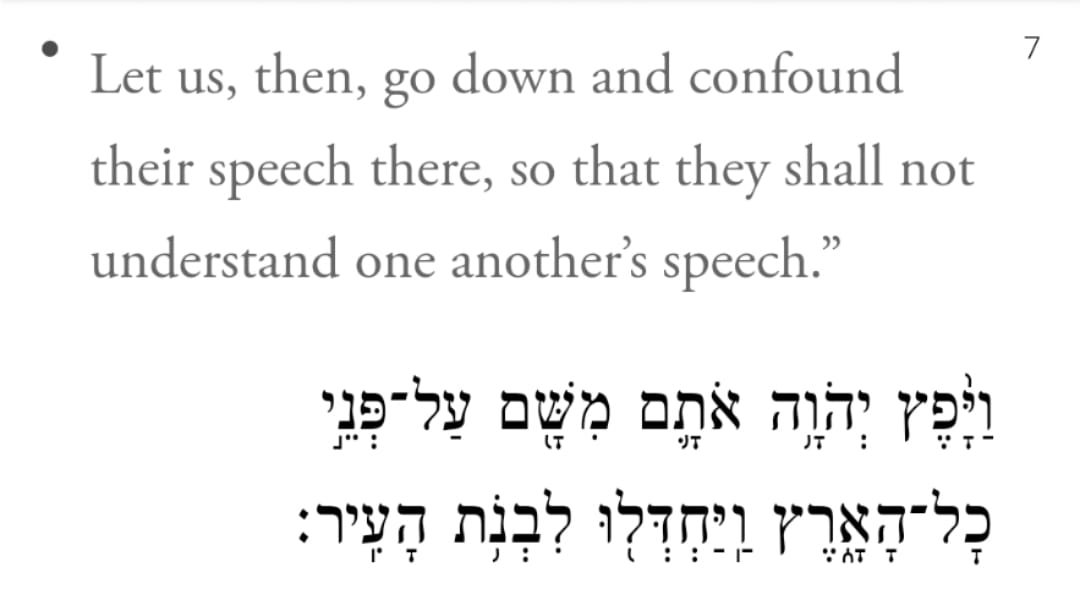 • Let us, then, go down and confound
7
their speech there, so that they shall not
understand one another’s speech.”
וַיָּ֨פֶץ יְהֹוָ֥ה אֹתָ֛ם מִשָּׁ֖ם עַל־פְּנֵ֣י
כׇל־הָאָ֑רֶץ וַֽיַּחְדְּל֖וּ לִבְנֹ֥ת הָעִֽיר׃